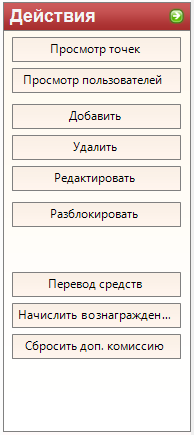 Действия
Просмотр точек
Просмотр пользователей
Добавить
Удалить
Редактировать
Разблокировать
Перевод средств
Начислить вознагражден...
Сбросить доп. комиссию